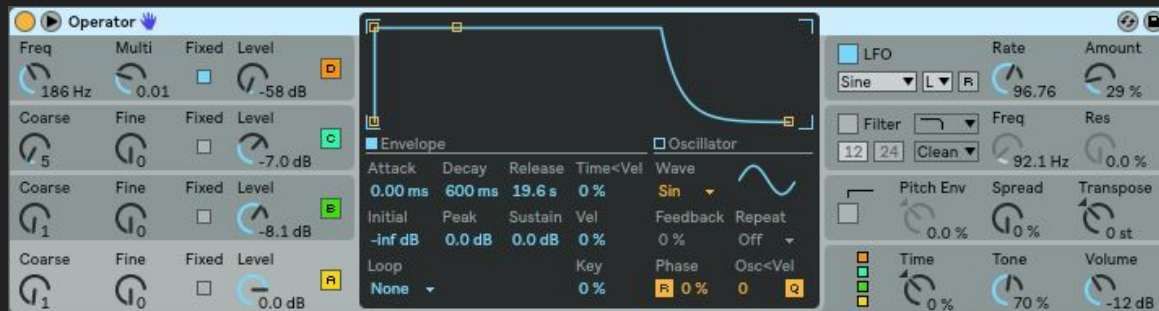 Operator
Freq Multi Fixed Level
186 Hz 0.01 -58 dB D
Coarse Fine Fixed Level
5 0 -7.0 dB C
Coarse Fine Fixed Level
1 0 -8.1 dB B
Coarse Fine Fixed Level
1 0 0.0 dB A
Envelope Oscillator
Attack Decay Release Time<Vel Wave
0.00 ms 600 ms 19.6 s 0 % Sin
Initial Peak Sustain Vel Feedback Repeat
-inf dB 0.0 dB 0.0 dB 0 % 0 % Off
Loop Key Phase Osc<Vel
None 0 % R 0 % 0 Q
LFO Rate Amount
Sine L R 96.76 29 %
Filter Freq Res
12 24 Clean 92.1 Hz 0.0 %
Pitch Env Spread Transpose
0.0 % 0 % 0 st
Time Tone Volume
0 % 70 % -12 dB